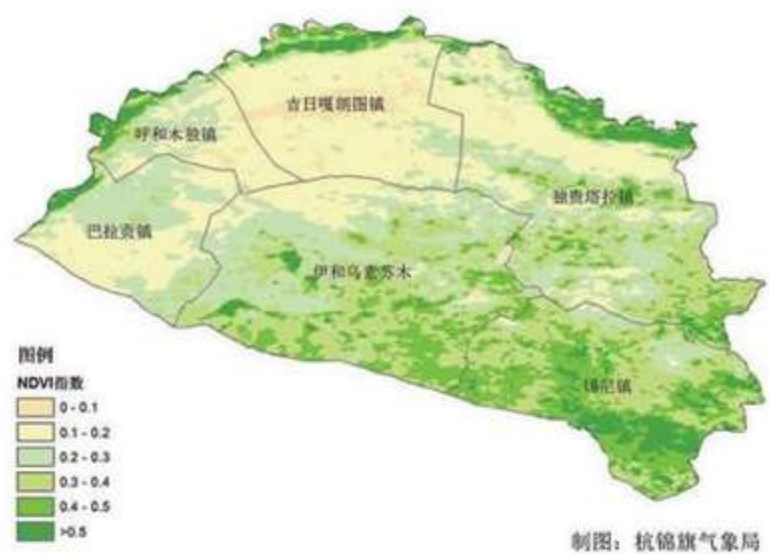 吉日嘎朗图镇
呼和木独镇
独贵塔拉镇
巴拉贡镇
伊和乌素苏木
锡尼镇
图例
NDVI指数
0 - 0.1
0.1 - 0.2
0.2 - 0.3
0.3 - 0.4
0.4 - 0.5
>0.5
制图：杭锦旗气象局